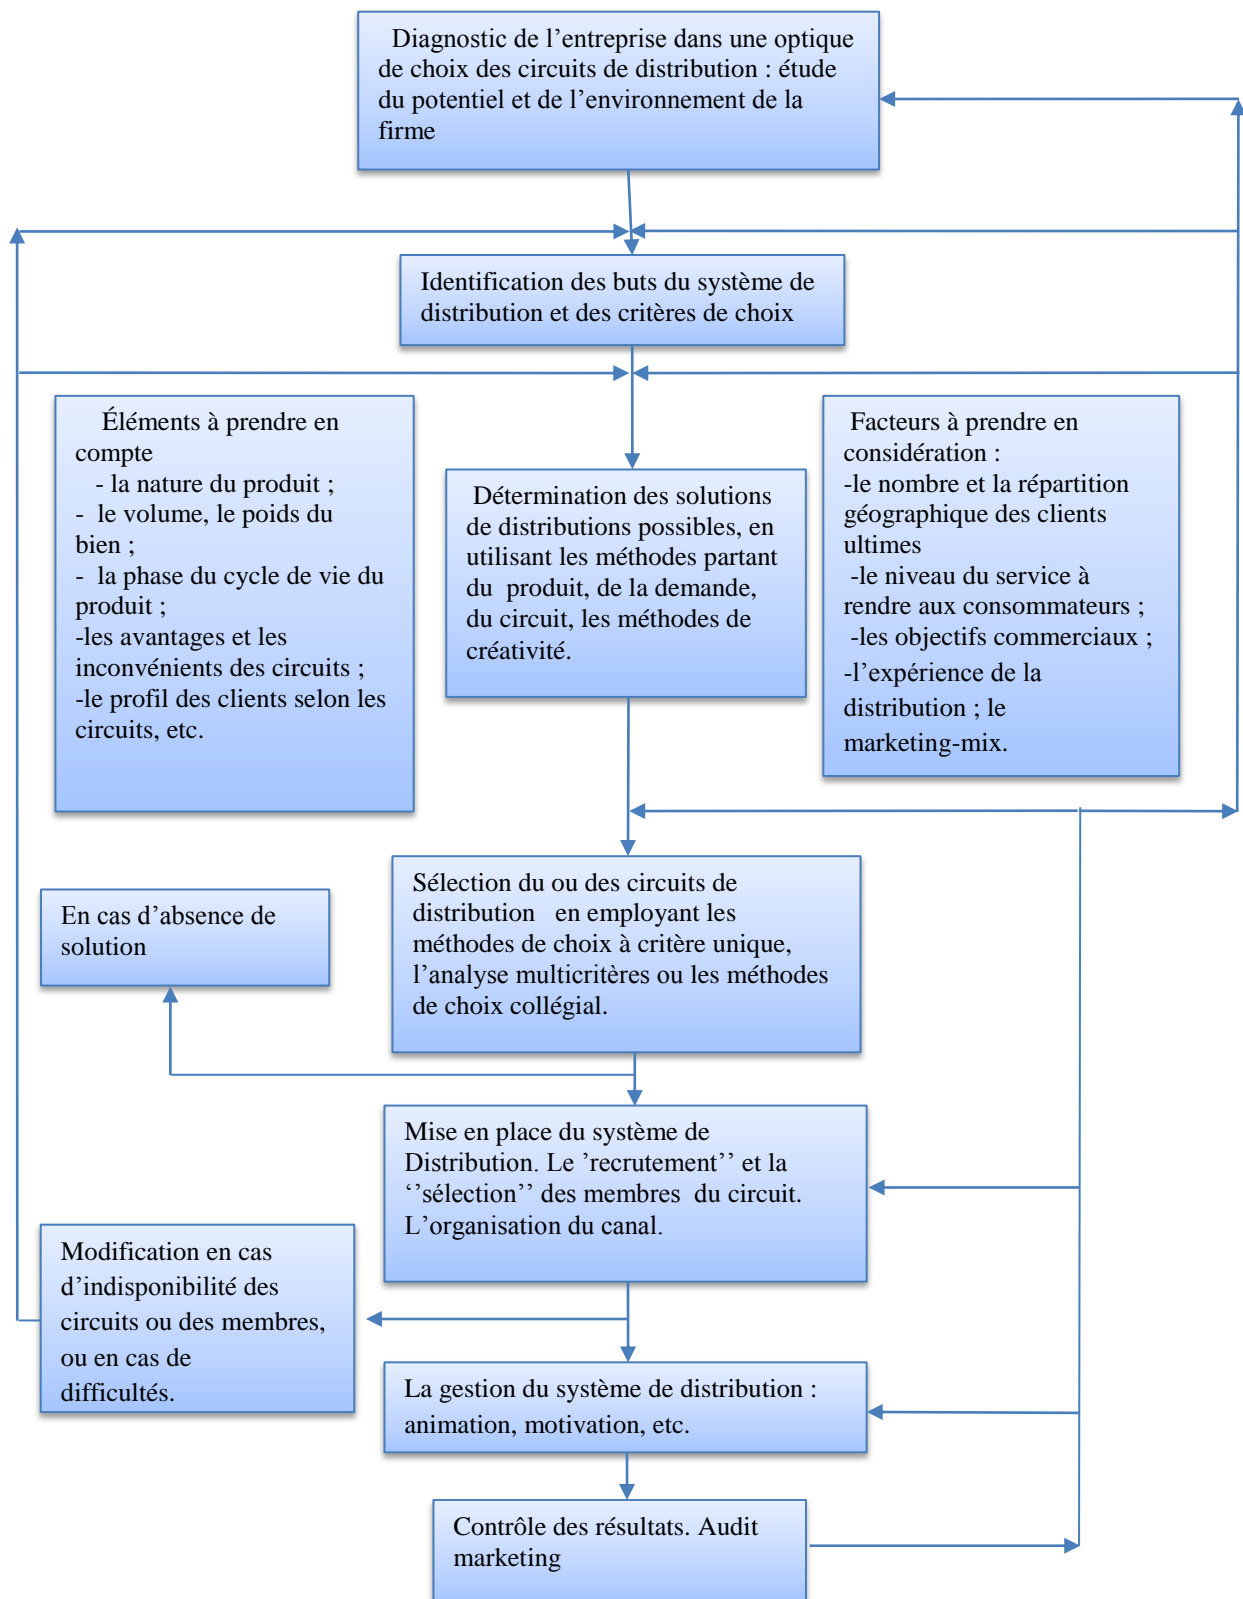 Diagnostic de l’entreprise dans une optique
de choix des circuits de distribution : étude
du potentiel et de l’environnement de la
firme
Identification des buts du système de
distribution et des critères de choix
Éléments à prendre en
compte
- la nature du produit ;
- le volume, le poids du
bien ;
- la phase du cycle de vie du
produit ;
-les avantages et les
inconvénients des circuits ;
-le profil des clients selon les
circuits, etc.
Détermination des solutions
de distributions possibles, en
utilisant les méthodes partant
du produit, de la demande,
du circuit, les méthodes de
créativité.
Facteurs à prendre en
considération :
-le nombre et la répartition
géographique des clients
ultimes
-le niveau du service à
rendre aux consommateurs ;
-les objectifs commerciaux ;
-l’expérience de la
distribution ; le
marketing-mix.
Sélection du ou des circuits de
distribution en employant les
méthodes de choix à critère unique,
l’analyse multicritères ou les méthodes
de choix collégial.
En cas d’absence de
solution
Mise en place du système de
Distribution. Le ’recrutement’’ et la
‘’sélection’’ des membres du circuit.
L’organisation du canal.
Modification en cas
d’indisponibilité des
circuits ou des membres,
ou en cas de
difficultés.
La gestion du système de distribution :
animation, motivation, etc.
Contrôle des résultats. Audit
marketing